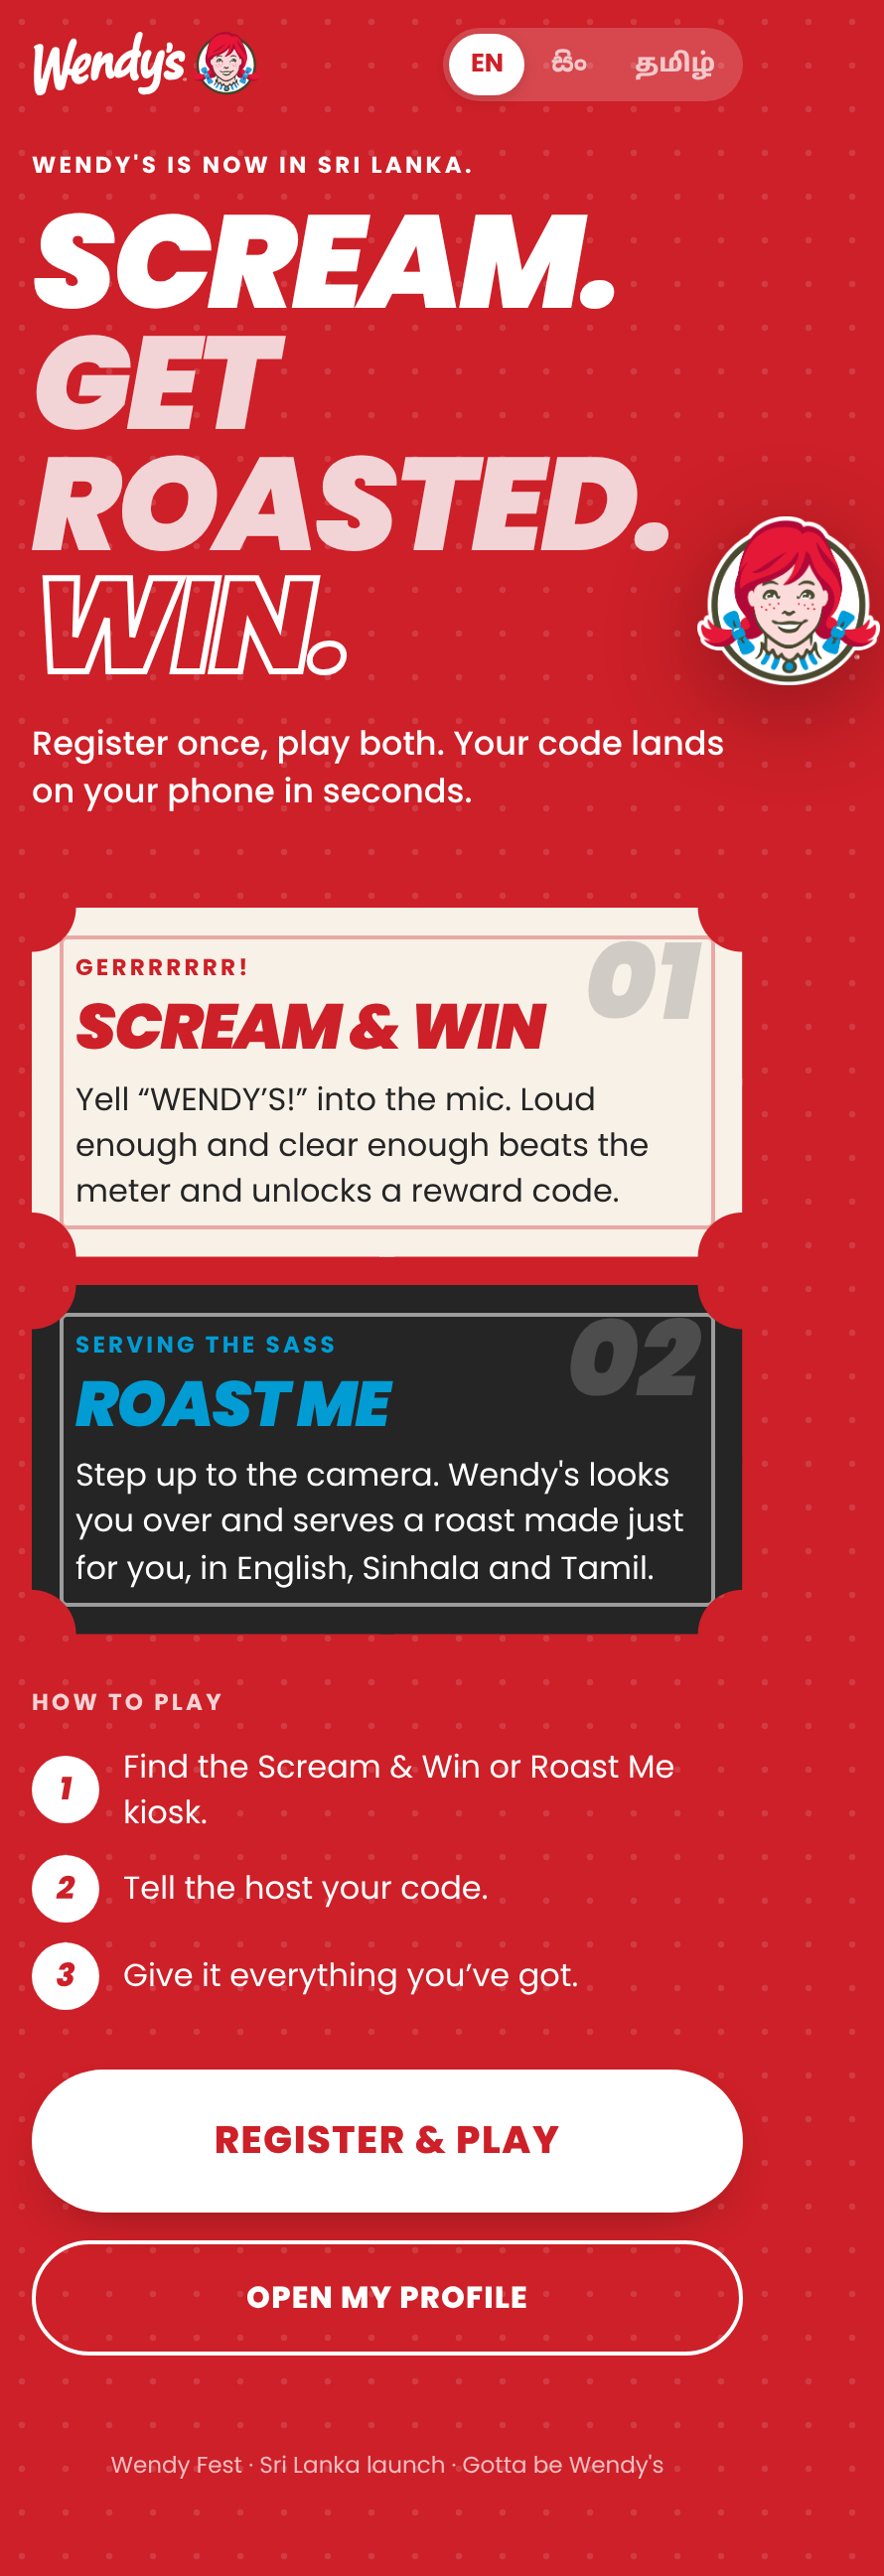 Wendy's
EN සිං தமிழ்
WENDY'S IS NOW IN SRI LANKA.
SCREAM.
GET
ROASTED.
WIN.
Register once, play both. Your code lands
on your phone in seconds.
GERRRRRRR!
01
SCREAM & WIN
Yell “WENDY’S!” into the mic. Loud
enough and clear enough beats the
meter and unlocks a reward code.
SERVING THE SASS
02
ROAST ME
Step up to the camera. Wendy's looks
you over and serves a roast made just
for you, in English, Sinhala and Tamil.
HOW TO PLAY
1 Find the Scream & Win or Roast Me
kiosk.
2 Tell the host your code.
3 Give it everything you’ve got.
REGISTER & PLAY
OPEN MY PROFILE
Wendy Fest · Sri Lanka launch · Gotta be Wendy's